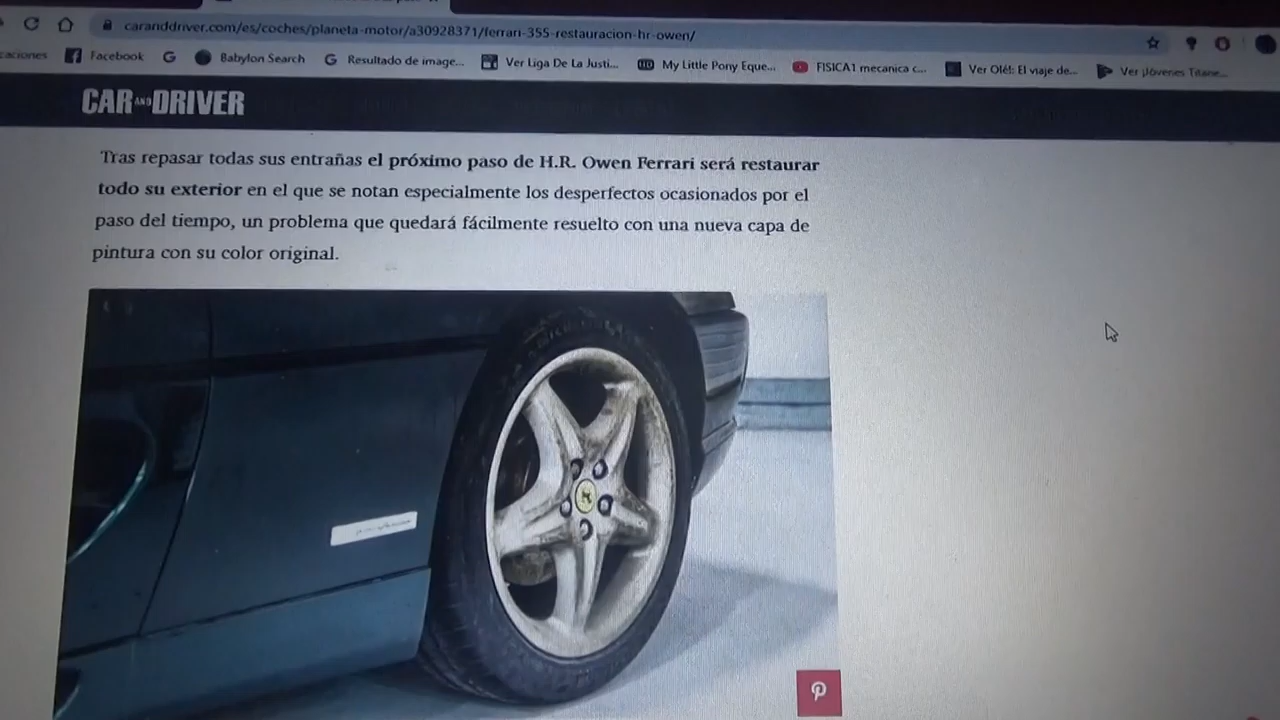 caranddriver.com/es/coches/planeta-motor/a30928371/ferrari-355-restauracion-hr-owen/
caciones Facebook Babylon Search Resultado de image... Ver Liga De La Justi... My Little Pony Eque... FISICA1 mecanica c... Ver Olé!: El viaje de... Ver ¡Jóvenes Titane...
CAR AND DRIVER
Tras repasar todas sus entrañas el próximo paso de H.R. Owen Ferrari será restaurar
todo su exterior en el que se notan especialmente los desperfectos ocasionados por el
paso del tiempo, un problema que quedará fácilmente resuelto con una nueva capa de
pintura con su color original.